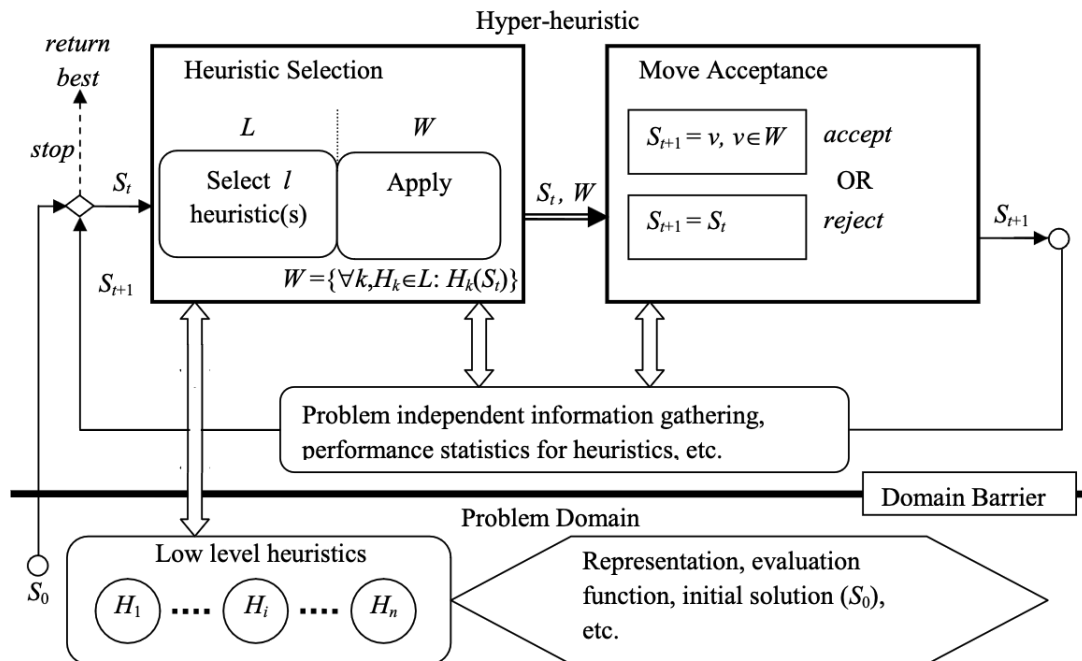 Hyper-heuristic
return
best
stop
S_t
S_{t+1}
Heuristic Selection
L
W
Select l
heuristic(s)
Apply
W={∀k,H_k∈L: H_k(S_t)}
S_t, W
Move Acceptance
S_{t+1} = v, v∈W
accept
OR
S_{t+1} = S_t
reject
S_{t+1}
Problem independent information gathering,
performance statistics for heuristics, etc.
Domain Barrier
Problem Domain
S_0
Low level heuristics
H_1 .... H_i .... H_n
Representation, evaluation
function, initial solution (S_0),
etc.